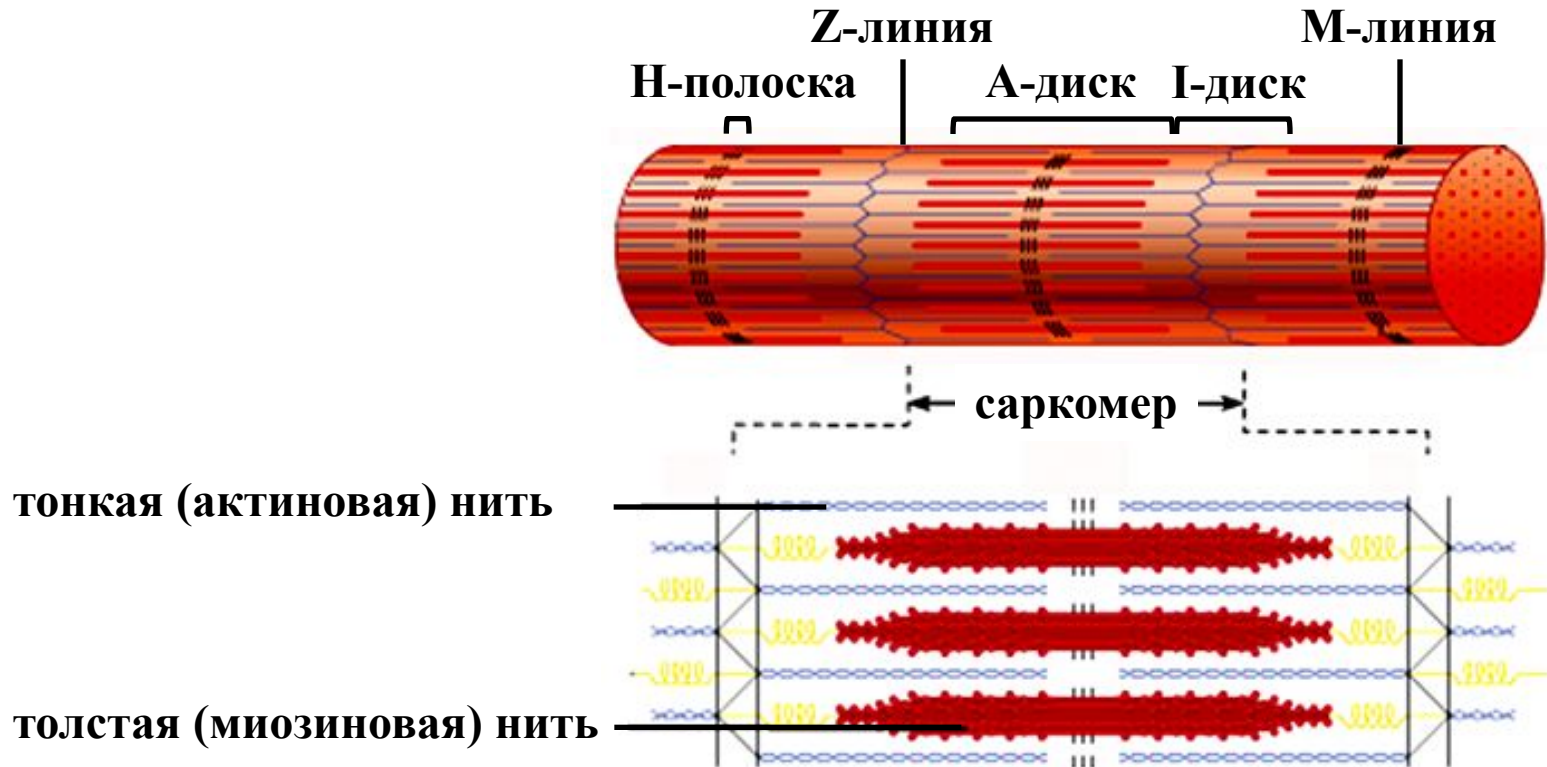 Z-линия М-линия
Н-полоска А-диск I-диск
саркомер
тонкая (актиновая) нить
толстая (миозиновая) нить